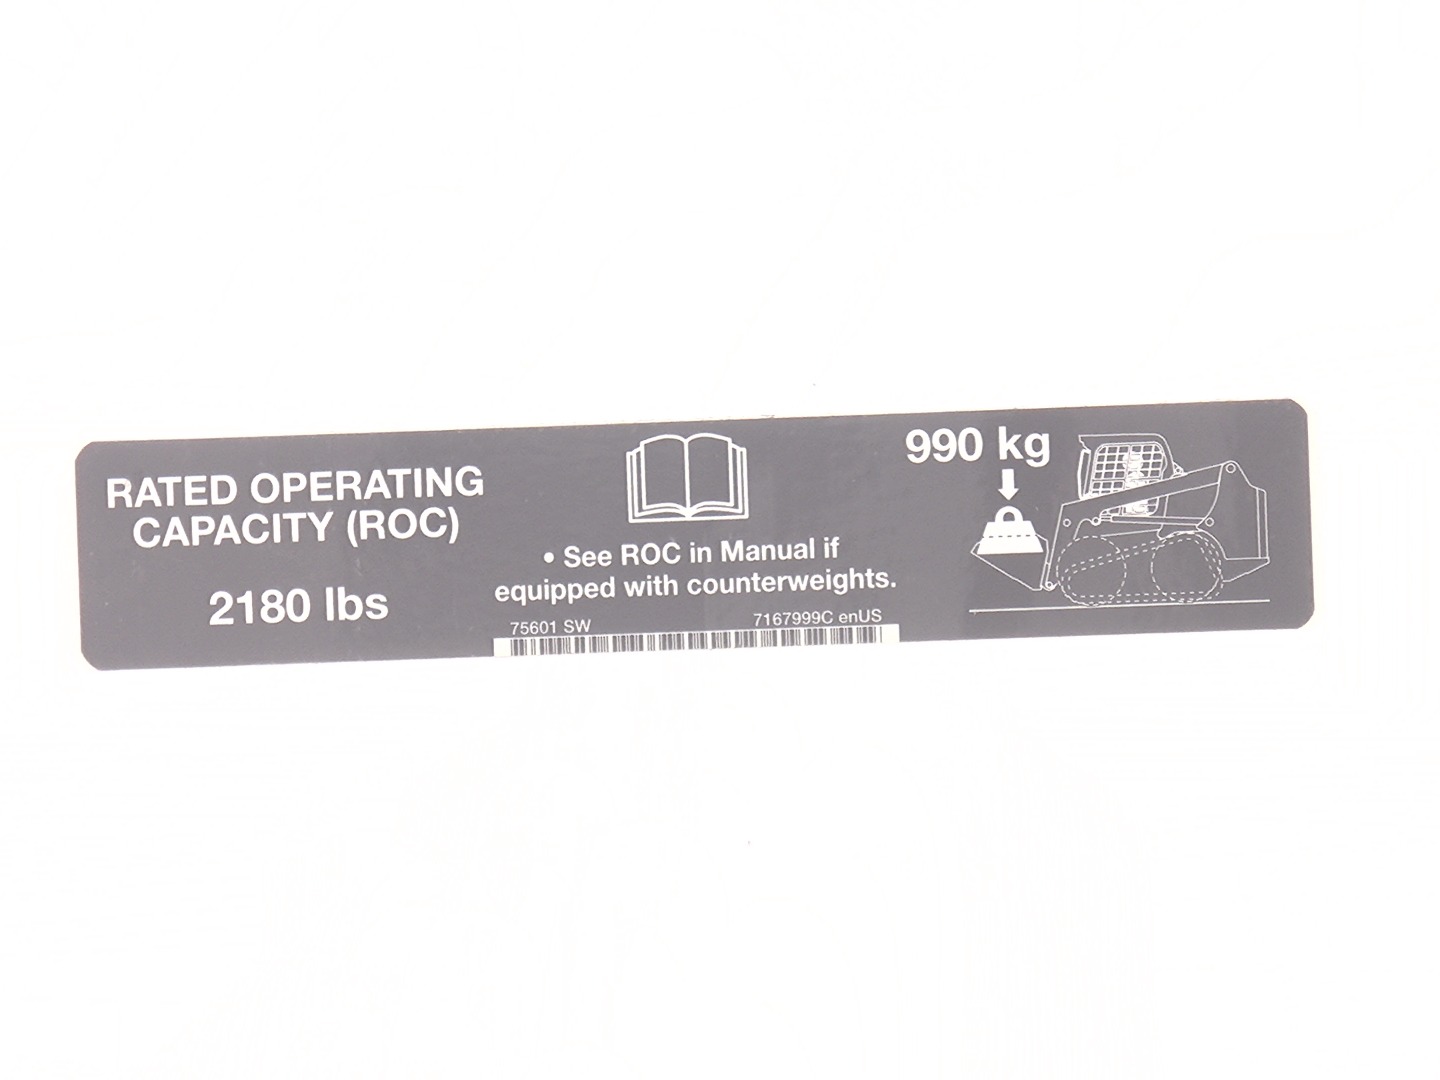 RATED OPERATING
CAPACITY (ROC)
2180 lbs
• See ROC in Manual if
equipped with counterweights.
75601 SW
7167999C enUS
990 kg